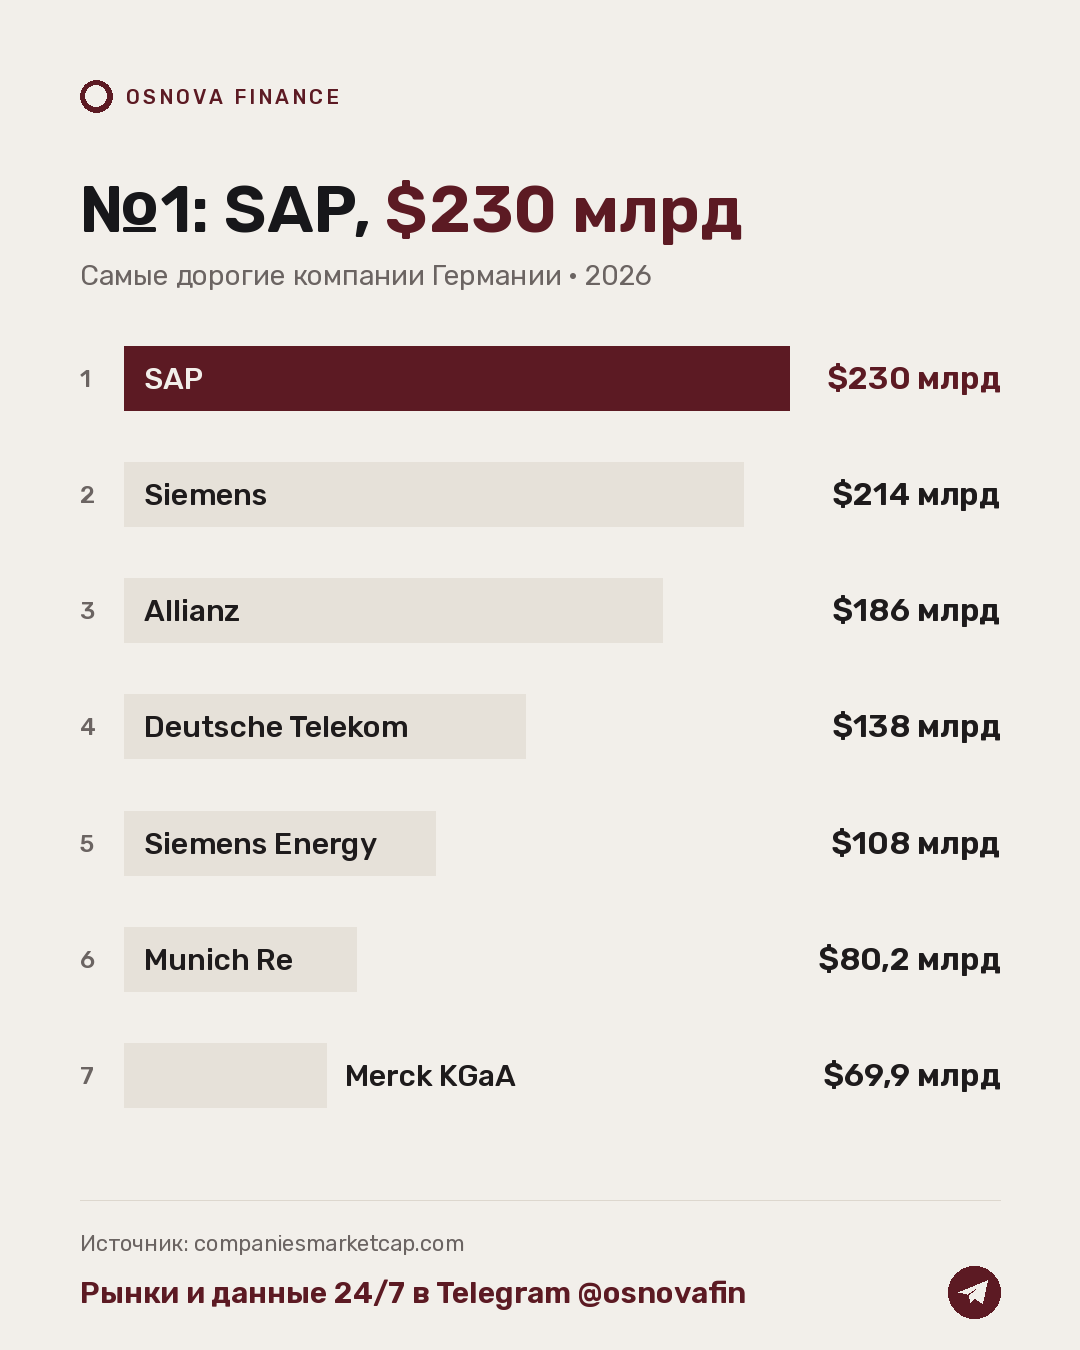 OSNOVA FINANCE
№1: SAP, $230 млрд
Самые дорогие компании Германии • 2026
1 SAP $230 млрд
2 Siemens $214 млрд
3 Allianz $186 млрд
4 Deutsche Telekom $138 млрд
5 Siemens Energy $108 млрд
6 Munich Re $80,2 млрд
7 Merck KGaA $69,9 млрд
Источник: companiesmarketcap.com
Рынки и данные 24/7 в Telegram @osnovafin